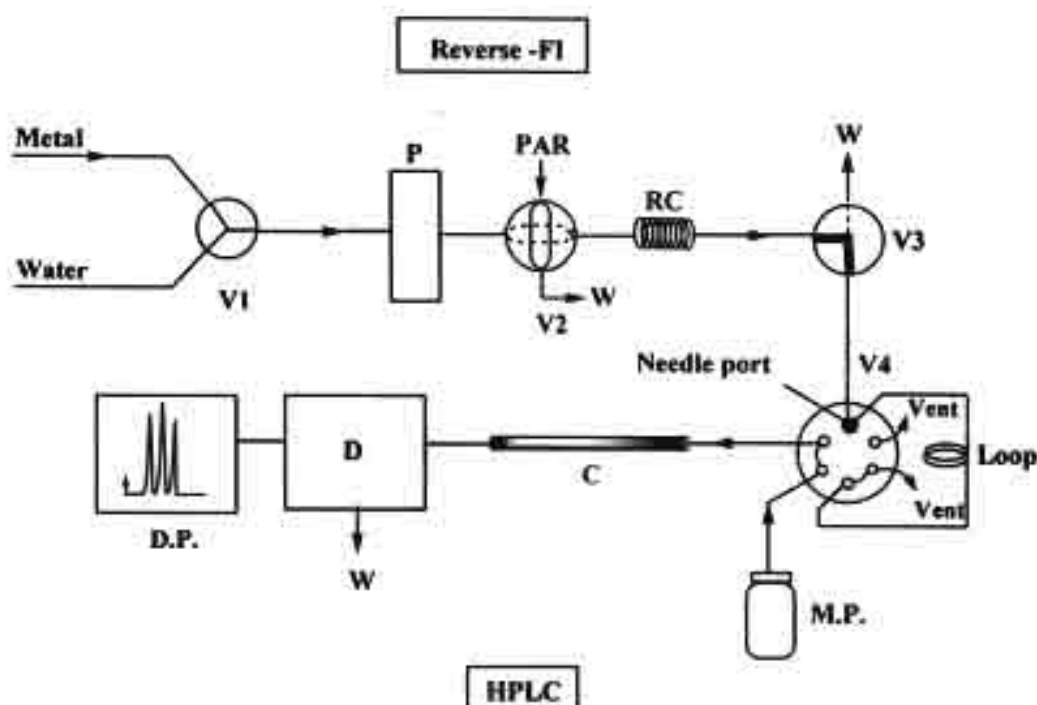 Reverse -FI
Metal
P
PAR
W
RC
V3
Water
V1
W
V2
Needle port
V4
Vent
D
Loop
C
Vent
D.P.
W
M.P.
HPLC